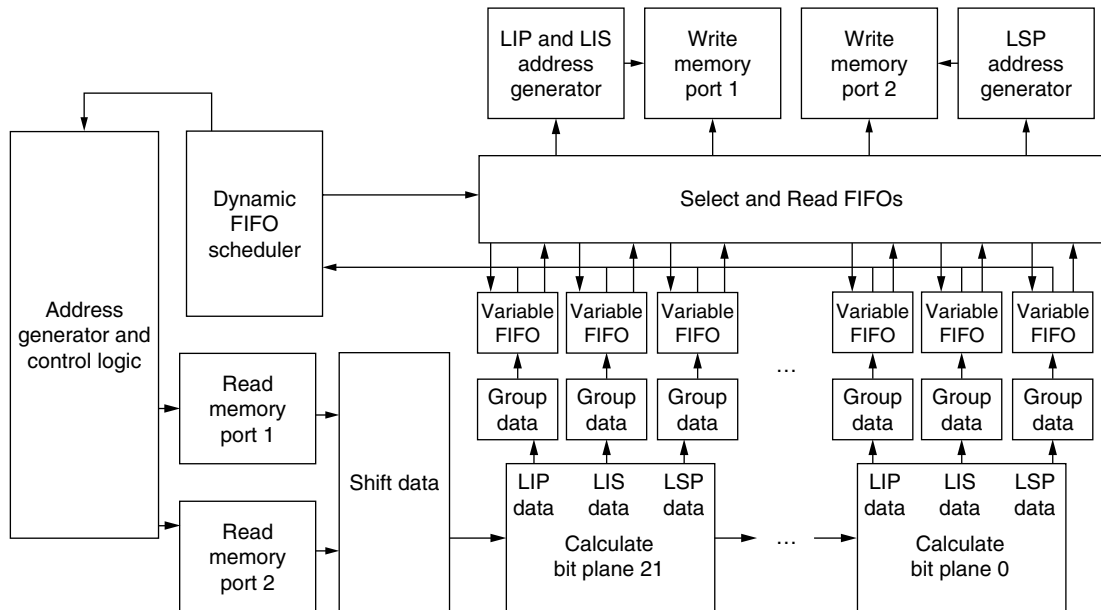 LIP and LIS
address
generator
Write
memory
port 1
Write
memory
port 2
LSP
address
generator
Dynamic
FIFO
scheduler
Select and Read FIFOs
Address
generator and
control logic
Variable
FIFO
Variable
FIFO
Variable
FIFO
...
Variable
FIFO
Variable
FIFO
Variable
FIFO
Read
memory
port 1
Group
data
Group
data
Group
data
Group
data
Group
data
Group
data
Shift data
LIP
data
LIS
data
LSP
data
Calculate
bit plane 21
...
LIP
data
LIS
data
LSP
data
Calculate
bit plane 0
Read
memory
port 2